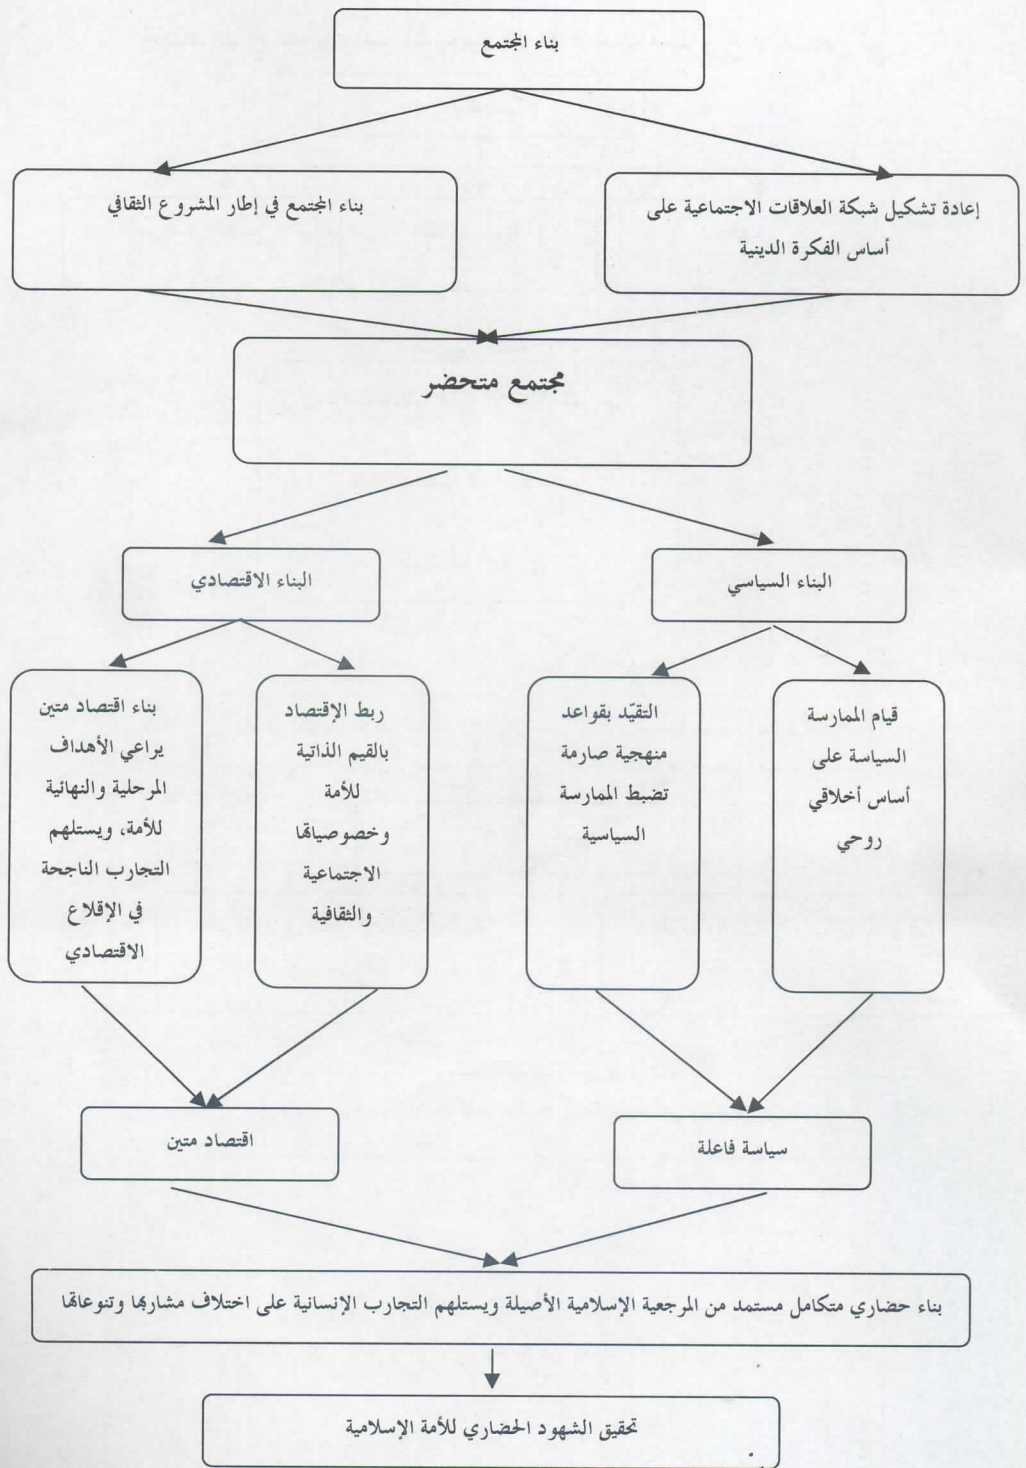 بناء المجتمع
إعادة تشكيل شبكة العلاقات الاجتماعية على
أساس الفكرة الدينية
بناء المجتمع في إطار المشروع الثقافي
مجتمع متحضر
البناء السياسي
البناء الاقتصادي
قيام الممارسة
السياسة على
أساس أخلاقي
روحي
التقيّد بقواعد
منهجية صارمة
تضبط الممارسة
السياسية
ربط الإقتصاد
بالقيم الذاتية
للأمة
وخصوصياتها
الاجتماعية
والثقافية
بناء اقتصاد متين
يراعي الأهداف
المرحلية والنهائية
للأمة، ويستلهم
التجارب الناجحة
في الإقلاع
الاقتصادي
سياسة فاعلة
اقتصاد متين
بناء حضاري متكامل مستمد من المرجعية الإسلامية الأصيلة ويستلهم التجارب الإنسانية على اختلاف مشاربها وتنوعاتها
تحقيق الشهود الحضاري للأمة الإسلامية